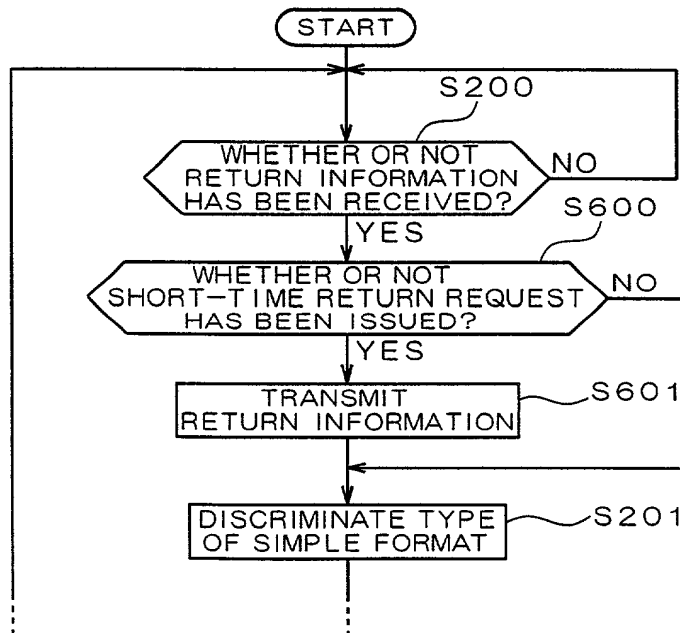 START
S200
WHETHER OR NOT
RETURN INFORMATION
HAS BEEN RECEIVED?
NO
YES
S600
WHETHER OR NOT
SHORT-TIME RETURN REQUEST
HAS BEEN ISSUED?
NO
YES
TRANSMIT
RETURN INFORMATION
S601
DISCRIMINATE TYPE
OF SIMPLE FORMAT
S201